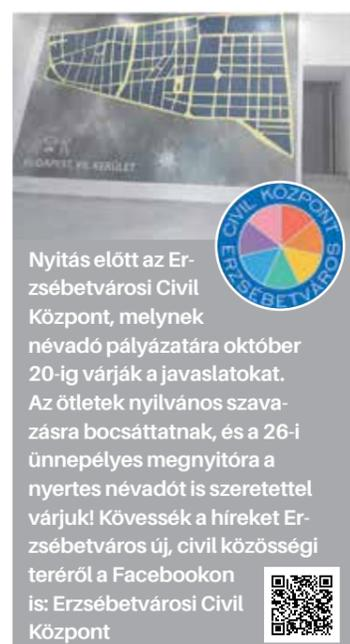 BUDAPEST, VII. KERÜLET
CIVIL KÖZPONT
ERZSÉBETVÁROS
Nyitás előtt az Er-
zsébetvárosi Civil
Központ, melynek
névadó pályázatára október
20-ig várják a javaslatokat.
Az ötletek nyilvános szava-
zásra bocsáttatnak, és a 26-i
ünnepélyes megnyitóra a
nyertes névadót is szeretettel
várjuk! Kövessék a híreket Er-
zsébetváros új, civil közösségi
teréről a Facebookon
is: Erzsébetvárosi Civil
Központ